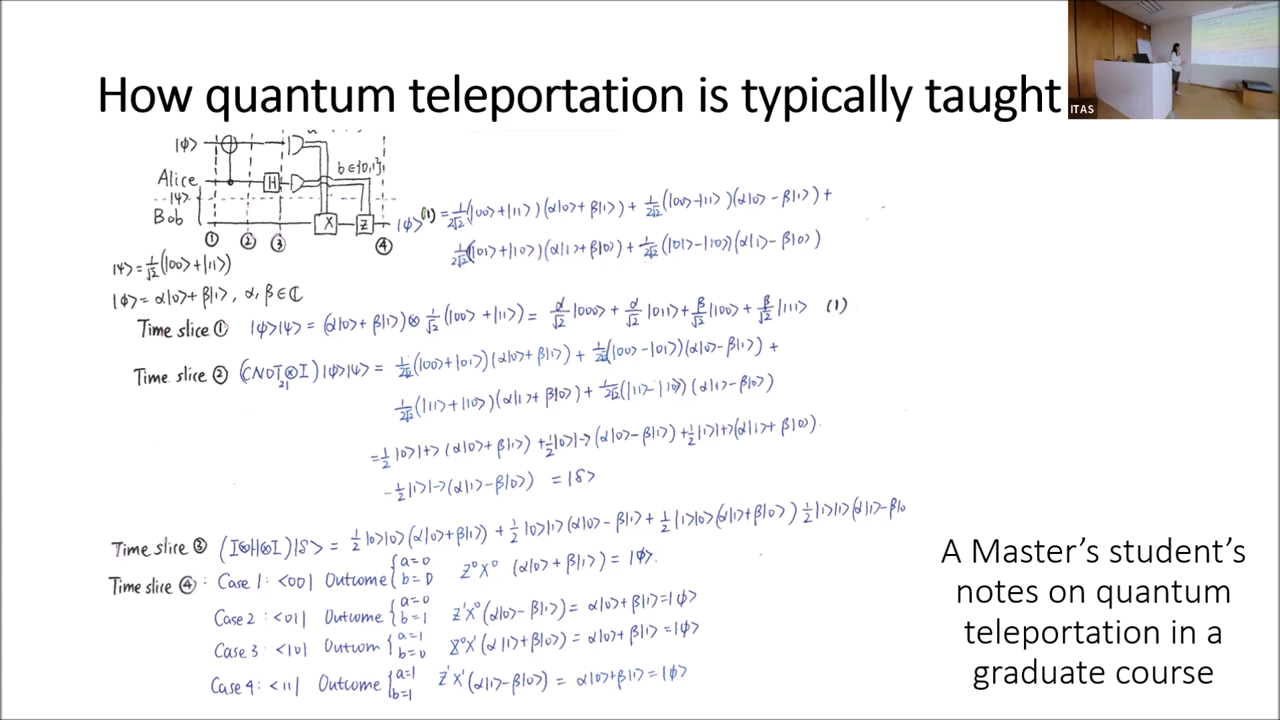 How quantum teleportation is typically taught
ITAS
|φ>
Alice H b∈{0,1}
|ψ>
Bob X Z |φ>
① ② ③ ④
(1) = 1/2√2 (|00>+|11>)(α|0>+β|1>) + 1/2√2 (|00>-|11>)(α|0>-β|1>) +
1/2√2 (|01>+|10>)(α|1>+β|0>) + 1/2√2 (|01>-|10>)(α|1>-β|0>)
|ψ>=1/√2(|00>+|11>)
|φ>=α|0>+β|1>, α,β∈ℂ
Time slice ① |φ>|ψ> = (α|0>+β|1>)⊗ 1/√2 (|00>+|11>) = α/√2 |000> + α/√2 |011> + β/√2 |100> + β/√2 |111> (1)
Time slice ② (CNOT₂₁⊗I)|φ>|ψ> = 1/2√2 (|00>+|01>)(α|0>+β|1>) + 1/2√2 (|00>-|01>)(α|0>-β|1>) +
1/2√2 (|11>+|10>)(α|1>+β|0>) + 1/2√2 (|11>-|10>)(α|1>-β|0>)
= 1/2 |0>|+>(α|0>+β|1>) + 1/2 |0>|->(α|0>-β|1>) + 1/2 |1>|+>(α|1>+β|0>)
- 1/2 |1>|->(α|1>-β|0>) = |δ>
Time slice ③ (I⊗H⊗I)|δ> = 1/2 |0>|0>(α|0>+β|1>) + 1/2 |0>|1>(α|0>-β|1>) + 1/2 |1>|0>(α|1>+β|0>) 1/2 |1>|1>(α|1>-β|0
Time slice ④ : Case 1: <00| Outcome { a=0 b=0 Z⁰X⁰ (α|0>+β|1>) = |φ>.
Case 2 : <01| Outcome { a=0 b=1 Z¹X⁰(α|0>-β|1>) = α|0>+β|1>=|φ>
Case 3 : <10| Outcom { a=1 b=0 Z⁰X¹(α|1>+β|0>) = α|0>+β|1>=|φ>
Case 4: <11| Outcome { a=1 b=1 Z¹X¹(α|1>-β|0>) = α|0>+β|1>=|φ>
A Master's student's
notes on quantum
teleportation in a
graduate course